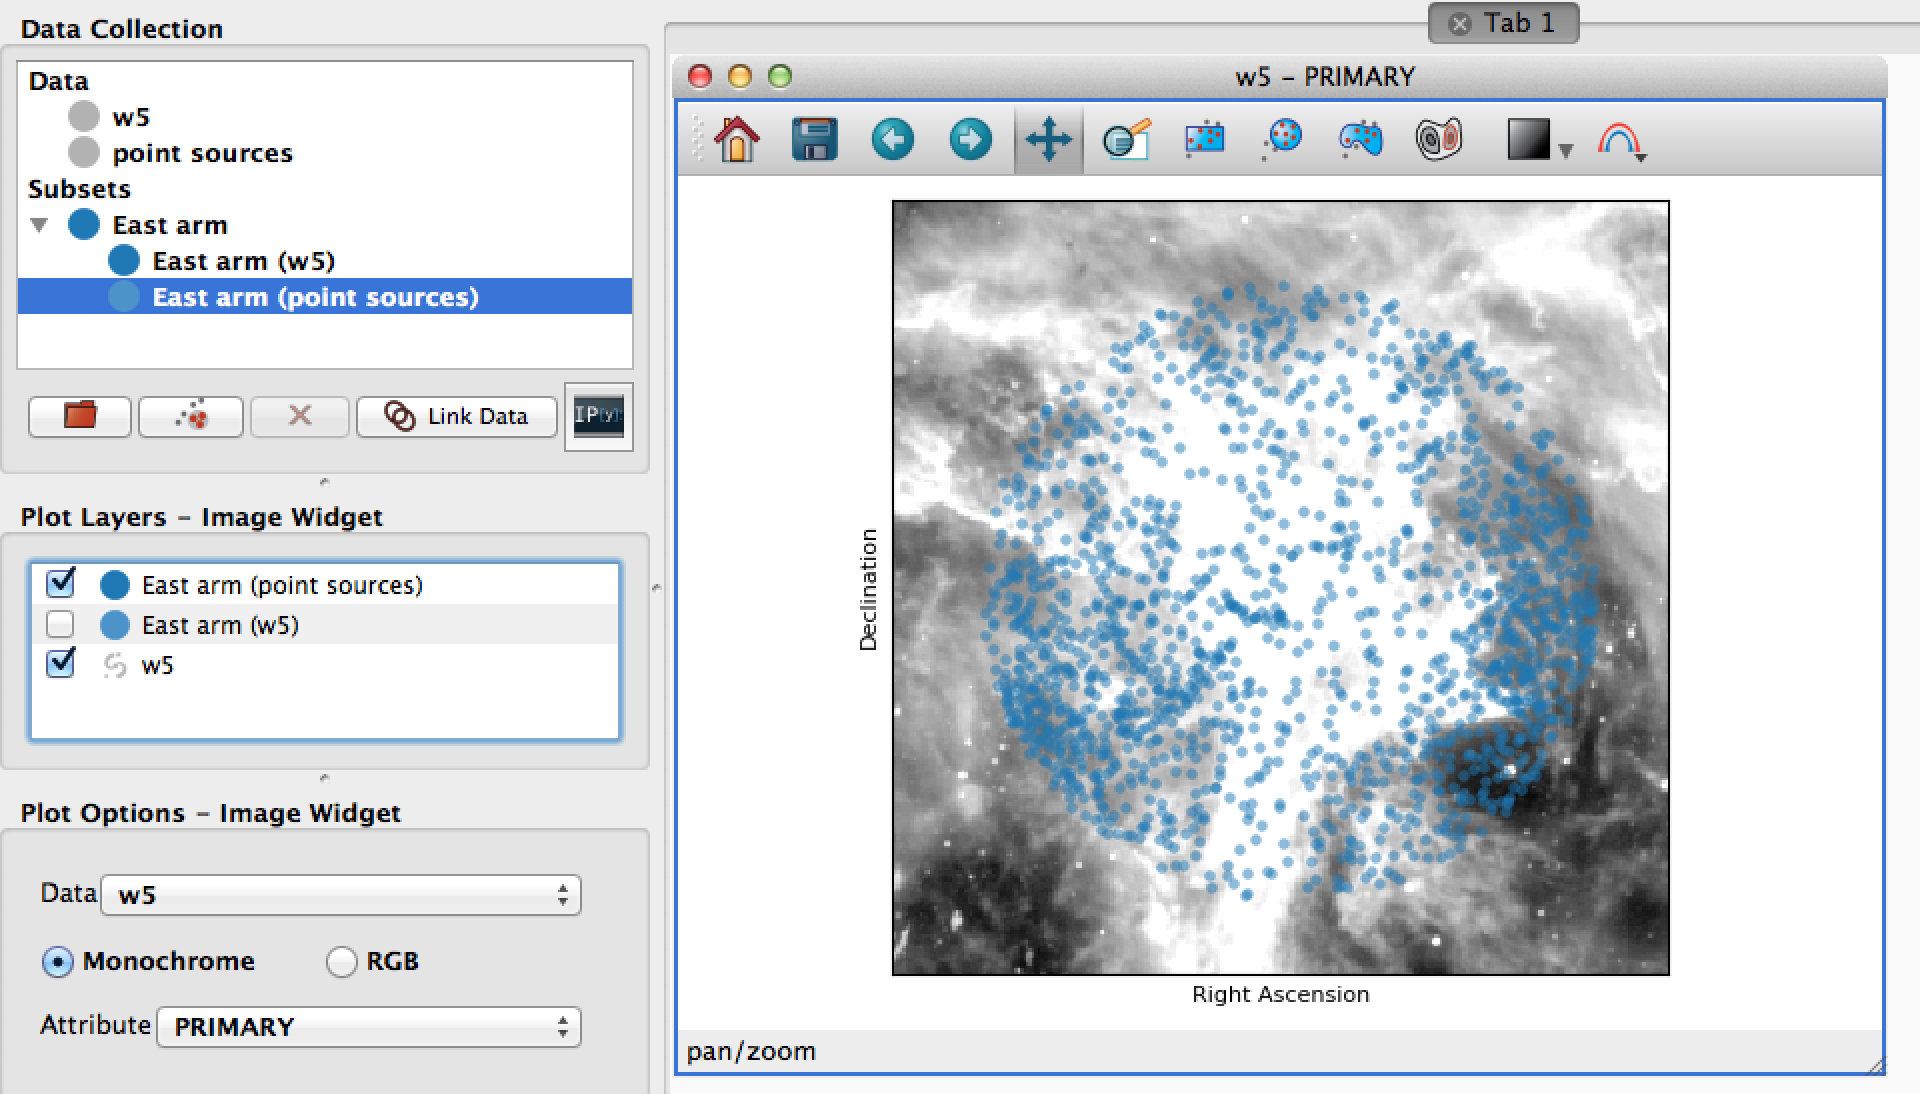 Data Collection
Data
w5
point sources
Subsets
East arm
East arm (w5)
East arm (point sources)
Link Data
IP[y]:
Plot Layers – Image Widget
East arm (point sources)
East arm (w5)
w5
Plot Options – Image Widget
Data w5
Monochrome RGB
Attribute PRIMARY
Tab 1
w5 – PRIMARY
Declination
Right Ascension
pan/zoom